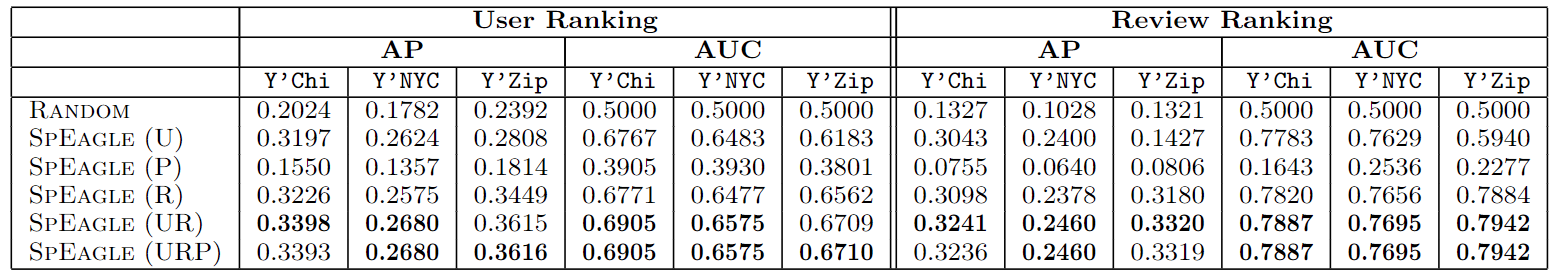 User Ranking Review Ranking
AP AUC AP AUC
Y'Chi Y'NYC Y'Zip Y'Chi Y'NYC Y'Zip Y'Chi Y'NYC Y'Zip Y'Chi Y'NYC Y'Zip
RANDOM 0.2024 0.1782 0.2392 0.5000 0.5000 0.5000 0.1327 0.1028 0.1321 0.5000 0.5000 0.5000
SPEAGLE (U) 0.3197 0.2624 0.2808 0.6767 0.6483 0.6183 0.3043 0.2400 0.1427 0.7783 0.7629 0.5940
SPEAGLE (P) 0.1550 0.1357 0.1814 0.3905 0.3930 0.3801 0.0755 0.0640 0.0806 0.1643 0.2536 0.2277
SPEAGLE (R) 0.3226 0.2575 0.3449 0.6771 0.6477 0.6562 0.3098 0.2378 0.3180 0.7820 0.7656 0.7884
SPEAGLE (UR) 0.3398 0.2680 0.3615 0.6905 0.6575 0.6709 0.3241 0.2460 0.3320 0.7887 0.7695 0.7942
SPEAGLE (URP) 0.3393 0.2680 0.3616 0.6905 0.6575 0.6710 0.3236 0.2460 0.3319 0.7887 0.7695 0.7942